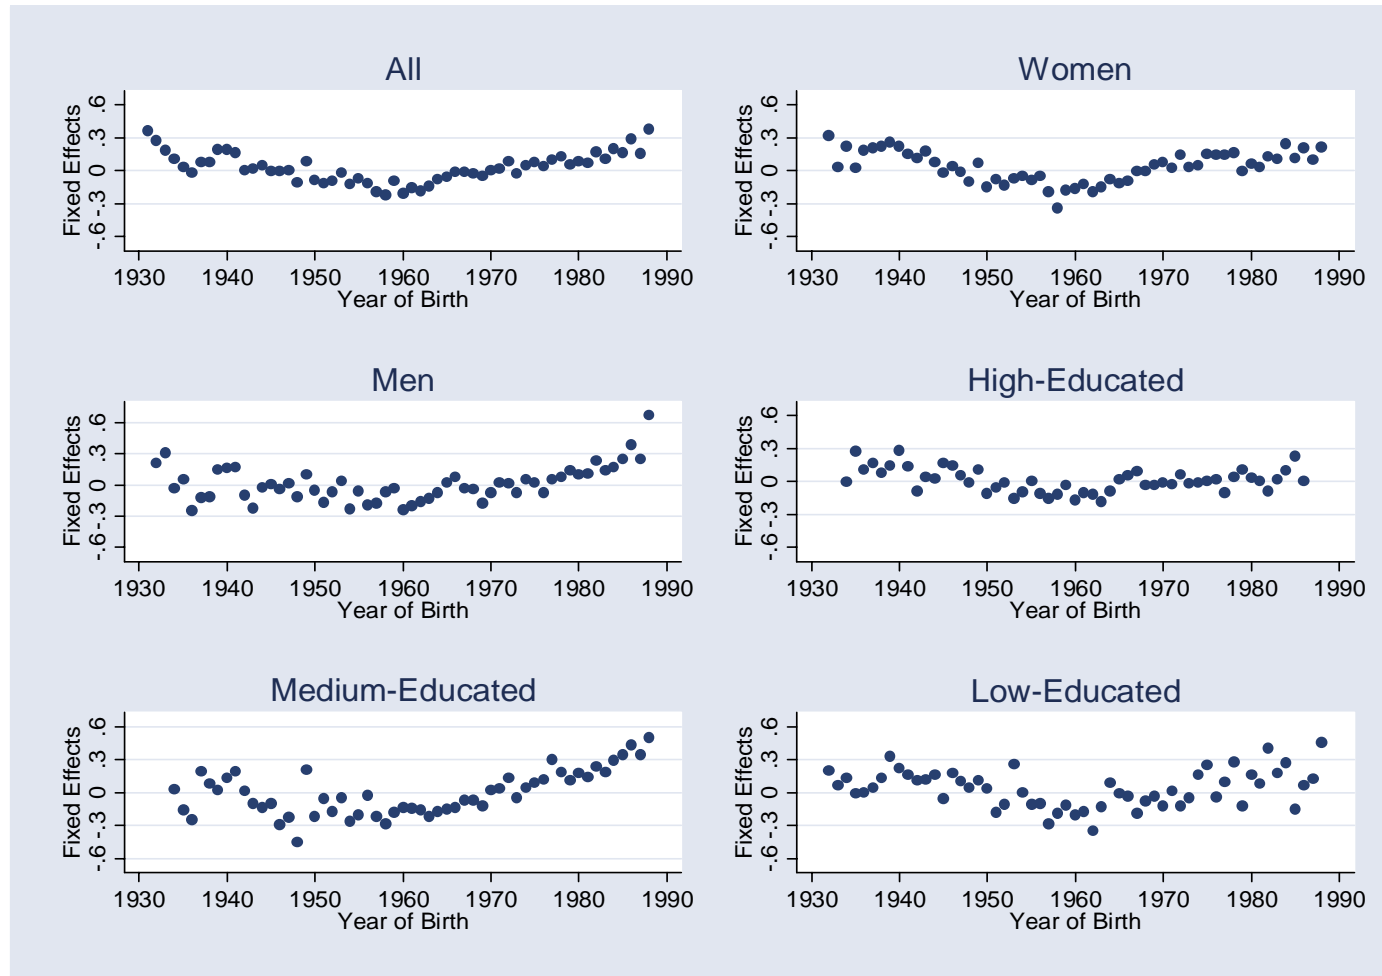 All
Fixed Effects
.6
.3
0
-.3
-.6
1930 1940 1950 1960 1970 1980 1990
Year of Birth
Women
Fixed Effects
.6
.3
0
-.3
-.6
1930 1940 1950 1960 1970 1980 1990
Year of Birth
Men
Fixed Effects
.6
.3
0
-.3
-.6
1930 1940 1950 1960 1970 1980 1990
Year of Birth
High-Educated
Fixed Effects
.6
.3
0
-.3
-.6
1930 1940 1950 1960 1970 1980 1990
Year of Birth
Medium-Educated
Fixed Effects
.6
.3
0
-.3
-.6
1930 1940 1950 1960 1970 1980 1990
Year of Birth
Low-Educated
Fixed Effects
.6
.3
0
-.3
-.6
1930 1940 1950 1960 1970 1980 1990
Year of Birth